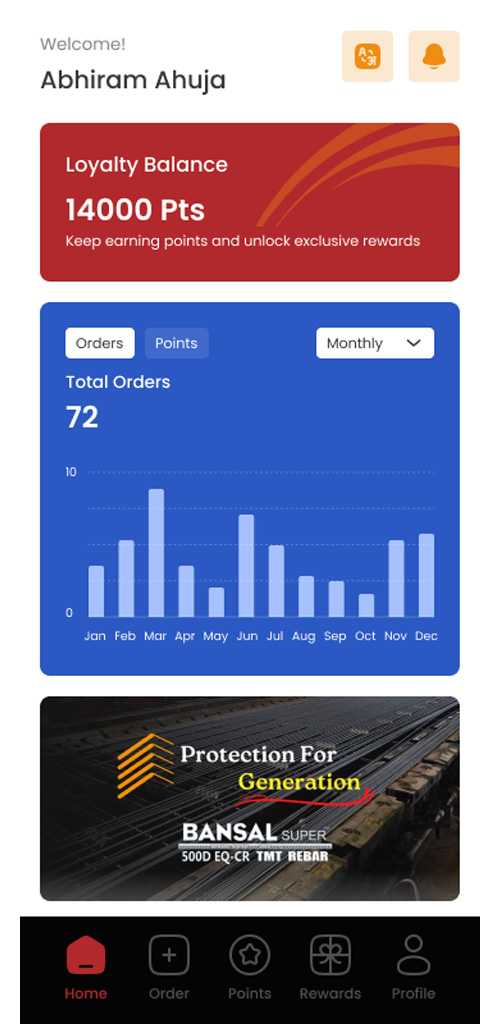 Welcome!
Abhiram Ahuja
A अ
Loyalty Balance
14000 Pts
Keep earning points and unlock exclusive rewards
Orders Points Monthly
Total Orders
72
10
0
Jan Feb Mar Apr May Jun Jul Aug Sep Oct Nov Dec
Protection For
Generation
BANSAL SUPER
500D EQ-CR TMT REBAR
Home Order Points Rewards Profile